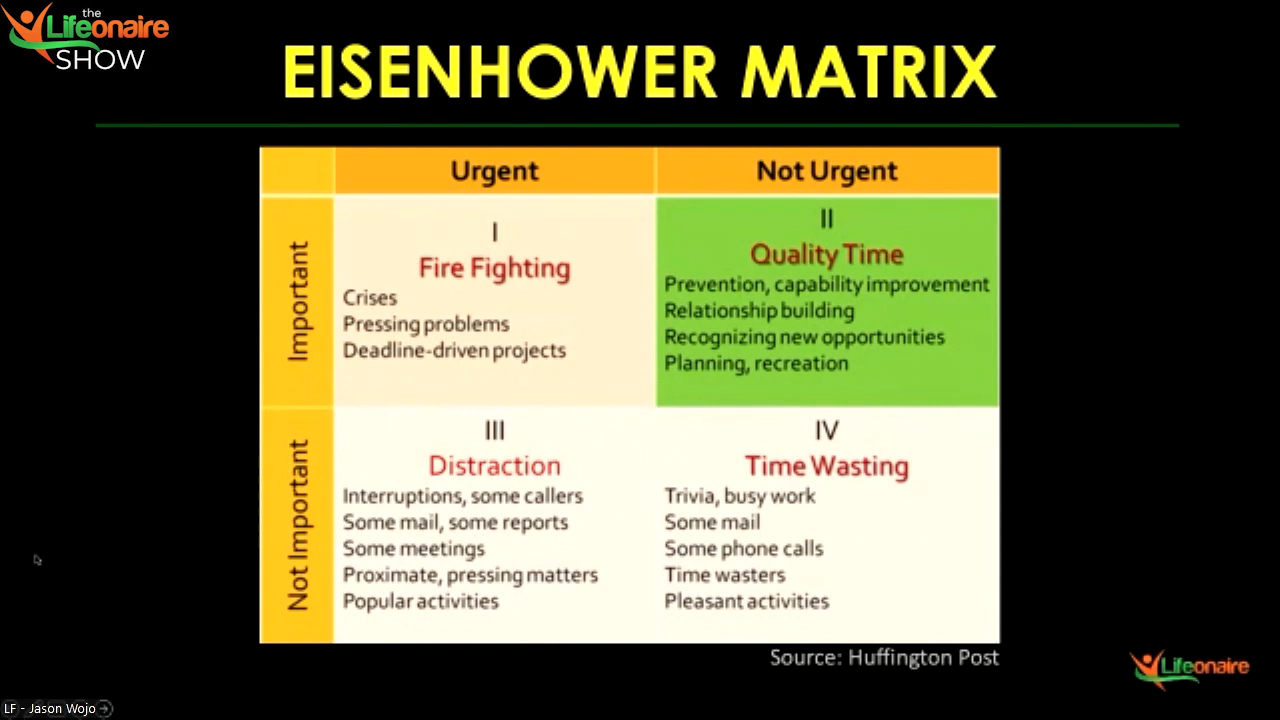 the
Lifeonaire
SHOW
EISENHOWER MATRIX
Urgent
Not Urgent
Important
I
Fire Fighting
Crises
Pressing problems
Deadline-driven projects
II
Quality Time
Prevention, capability improvement
Relationship building
Recognizing new opportunities
Planning, recreation
Not Important
III
Distraction
Interruptions, some callers
Some mail, some reports
Some meetings
Proximate, pressing matters
Popular activities
IV
Time Wasting
Trivia, busy work
Some mail
Some phone calls
Time wasters
Pleasant activities
Source: Huffington Post
Lifeonaire
LF - Jason Wojo